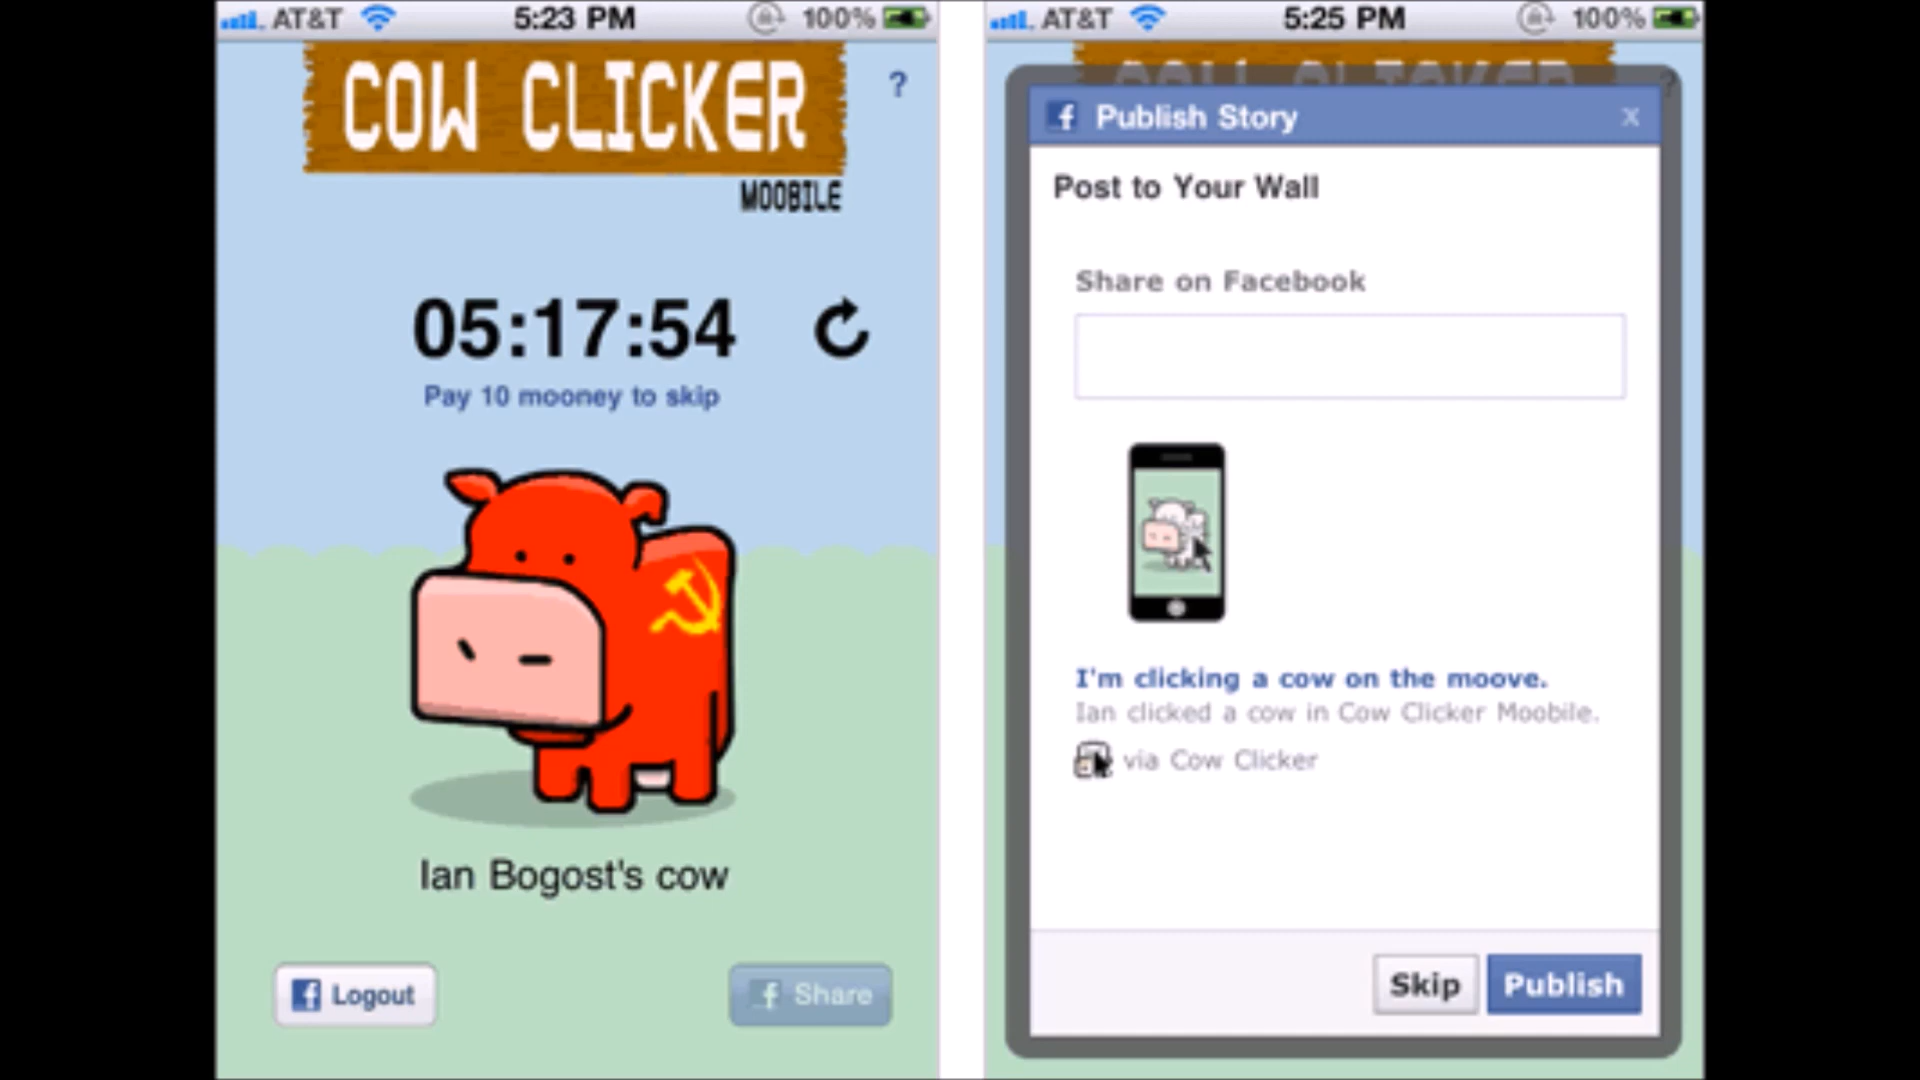 AT&T 5:23 PM 100%
COW CLICKER
?
MOOBILE
05:17:54
Pay 10 mooney to skip
Ian Bogost's cow
f Logout
f Share
AT&T 5:25 PM 100%
COW CLICKER
?
f Publish Story x
Post to Your Wall
Share on Facebook
I'm clicking a cow on the moove.
Ian clicked a cow in Cow Clicker Moobile.
via Cow Clicker
Skip Publish